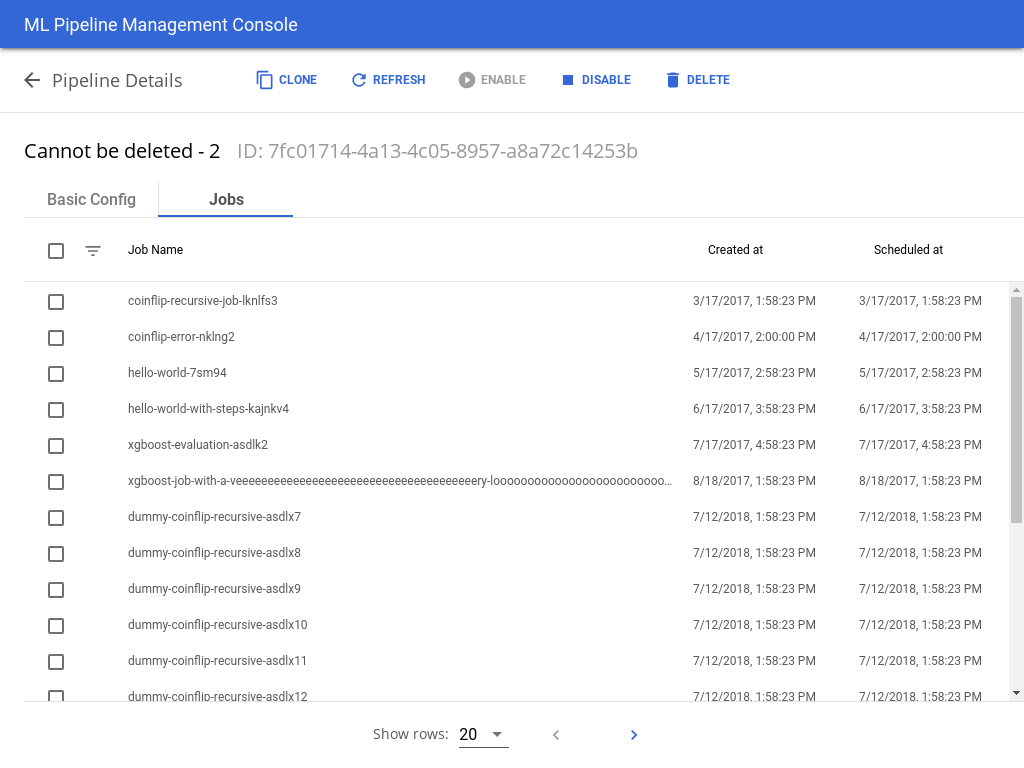 ML Pipeline Management Console
Pipeline Details CLONE REFRESH ENABLE DISABLE DELETE
Cannot be deleted - 2 ID: 7fc01714-4a13-4c05-8957-a8a72c14253b
Basic Config Jobs
Job Name Created at Scheduled at
coinflip-recursive-job-lknlfs3 3/17/2017, 1:58:23 PM 3/17/2017, 1:58:23 PM
coinflip-error-nklng2 4/17/2017, 2:00:00 PM 4/17/2017, 2:00:00 PM
hello-world-7sm94 5/17/2017, 2:58:23 PM 5/17/2017, 2:58:23 PM
hello-world-with-steps-kajnkv4 6/17/2017, 3:58:23 PM 6/17/2017, 3:58:23 PM
xgboost-evaluation-asdlk2 7/17/2017, 4:58:23 PM 7/17/2017, 4:58:23 PM
xgboost-job-with-a-veeeeeeeeeeeeeeeeeeeeeeeeeeeeeeeeeeeeeeery-looooooooooooooooooooooooo... 8/18/2017, 1:58:23 PM 8/18/2017, 1:58:23 PM
dummy-coinflip-recursive-asdlx7 7/12/2018, 1:58:23 PM 7/12/2018, 1:58:23 PM
dummy-coinflip-recursive-asdlx8 7/12/2018, 1:58:23 PM 7/12/2018, 1:58:23 PM
dummy-coinflip-recursive-asdlx9 7/12/2018, 1:58:23 PM 7/12/2018, 1:58:23 PM
dummy-coinflip-recursive-asdlx10 7/12/2018, 1:58:23 PM 7/12/2018, 1:58:23 PM
dummy-coinflip-recursive-asdlx11 7/12/2018, 1:58:23 PM 7/12/2018, 1:58:23 PM
dummy-coinflip-recursive-asdlx12 7/12/2018, 1:58:23 PM 7/12/2018, 1:58:23 PM
Show rows: 20